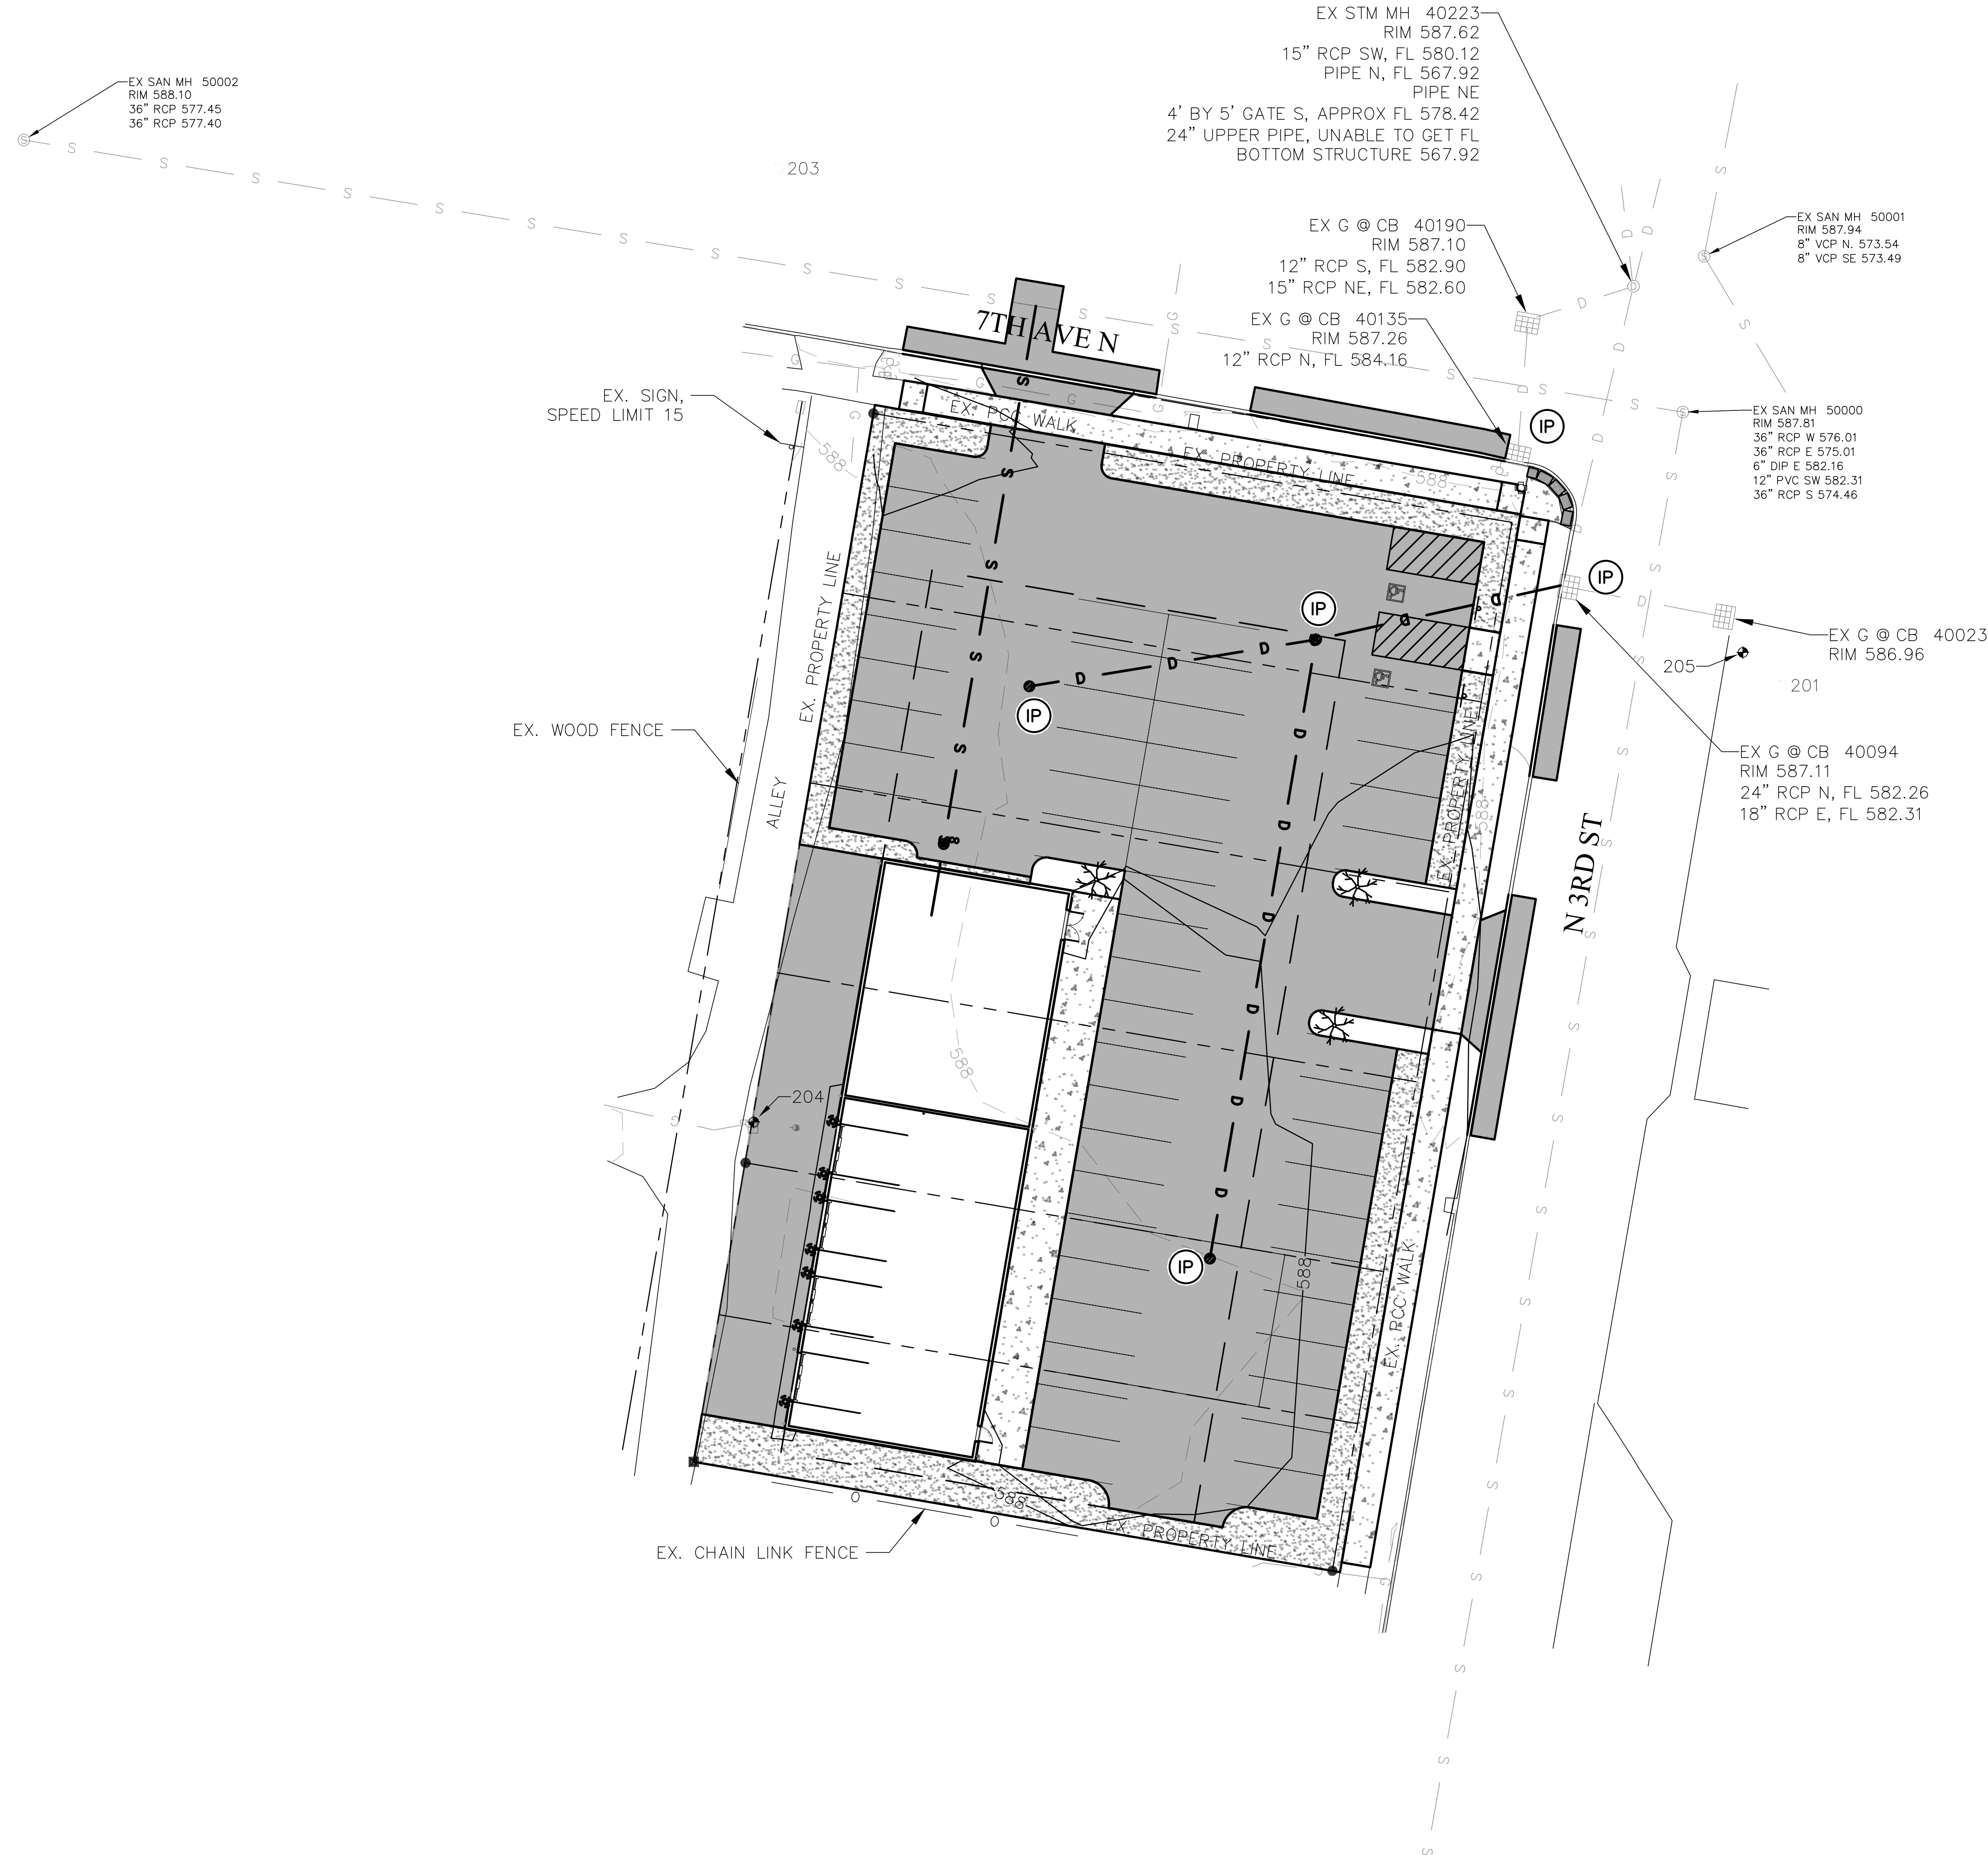 EX STM MH 40223
RIM 587.62
15" RCP SW, FL 580.12
PIPE N, FL 567.92
PIPE NE
4' BY 5' GATE S, APPROX FL 578.42
24" UPPER PIPE, UNABLE TO GET FL
BOTTOM STRUCTURE 567.92
EX SAN MH 50002
RIM 588.10
36" RCP 577.45
36" RCP 577.40
203
EX SAN MH 50001
RIM 587.94
8" VCP N. 573.54
8" VCP SE 573.49
EX G @ CB 40190
RIM 587.10
12" RCP S, FL 582.90
15" RCP NE, FL 582.60
EX G @ CB 40135
RIM 587.26
12" RCP N, FL 584.16
7TH AVE N
EX. SIGN,
SPEED LIMIT 15
EX. PCC WALK
EX. PROPERTY LINE
588
588
IP
EX SAN MH 50000
RIM 587.81
36" RCP W 576.01
36" RCP E 575.01
6" DIP E 582.16
12" PVC SW 582.31
36" RCP S 574.46
IP
IP
IP
EX G @ CB 40023
RIM 586.96
205
201
EX. PROPERTY LINE
EX. WOOD FENCE
ALLEY
EX. PROPERTY LINE
588
EX G @ CB 40094
RIM 587.11
24" RCP N, FL 582.26
18" RCP E, FL 582.31
N 3RD ST
588
204
IP
588
EX. PCC WALK
588
EX. PROPERTY LINE
EX. CHAIN LINK FENCE
S
D
G
O